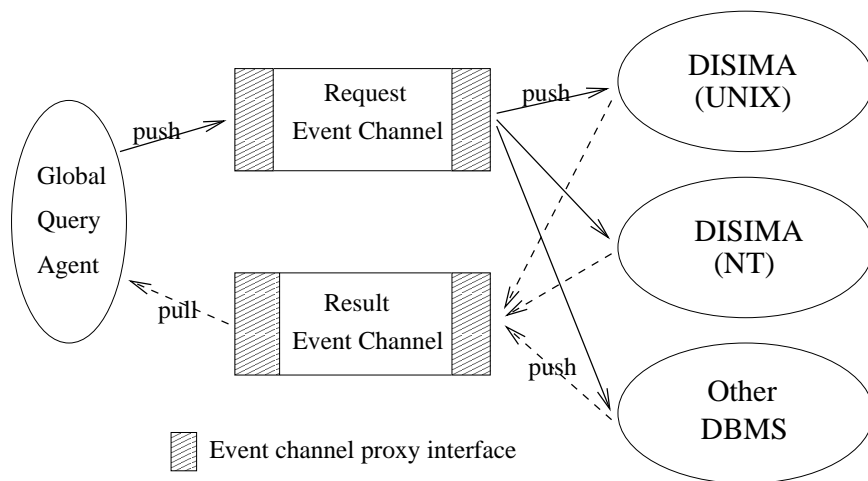 Global
Query
Agent
push
Request
Event Channel
push
DISIMA
(UNIX)
DISIMA
(NT)
pull
Result
Event Channel
push
Other
DBMS
Event channel proxy interface